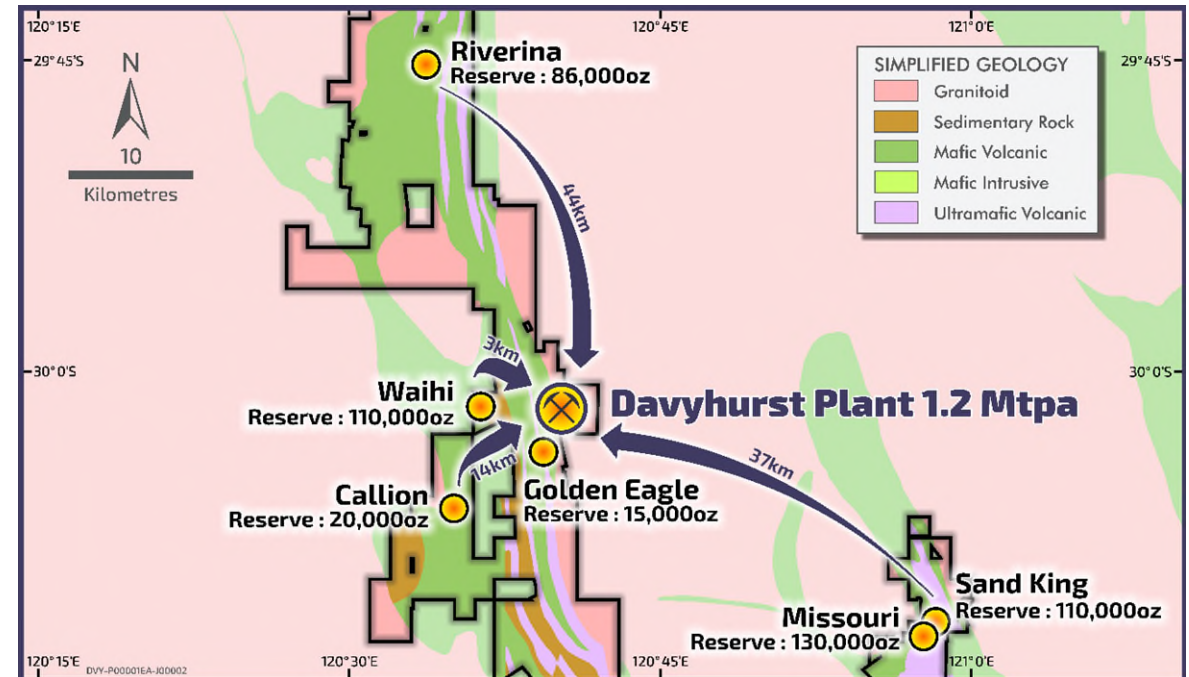 120°15'E
120°45'E
121°0'E
29°45'S
29°45'S
N
10
Kilometres
Riverina
Reserve : 86,000oz
SIMPLIFIED GEOLOGY
Granitoid
Sedimentary Rock
Mafic Volcanic
Mafic Intrusive
Ultramafic Volcanic
44km
3km
30°0'S
30°0'S
Waihi
Reserve : 110,000oz
Davyhurst Plant 1.2 Mtpa
14km
37km
Callion
Reserve : 20,000oz
Golden Eagle
Reserve : 15,000oz
Sand King
Reserve : 110,000oz
Missouri
Reserve : 130,000oz
120°15'E
120°30'E
120°45'E
121°0'E
DVY-P00001EA-J00602